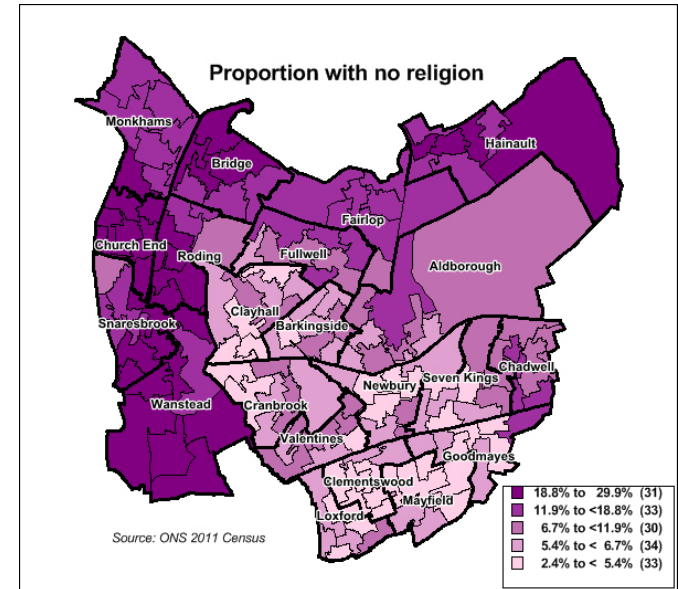 Proportion with no religion
Monkhams
Hainault
Bridge
Fairlop
Church End
Roding
Fullwell
Aldborough
Clayhall
Snaresbrook
Barkingside
Chadwell
Newbury
Seven Kings
Wanstead
Cranbrook
Valentines
Goodmayes
Clementswood
Mayfield
Loxford
18.8% to 29.9% (31)
11.9% to <18.8% (33)
6.7% to <11.9% (30)
5.4% to < 6.7% (34)
2.4% to < 5.4% (33)
Source: ONS 2011 Census